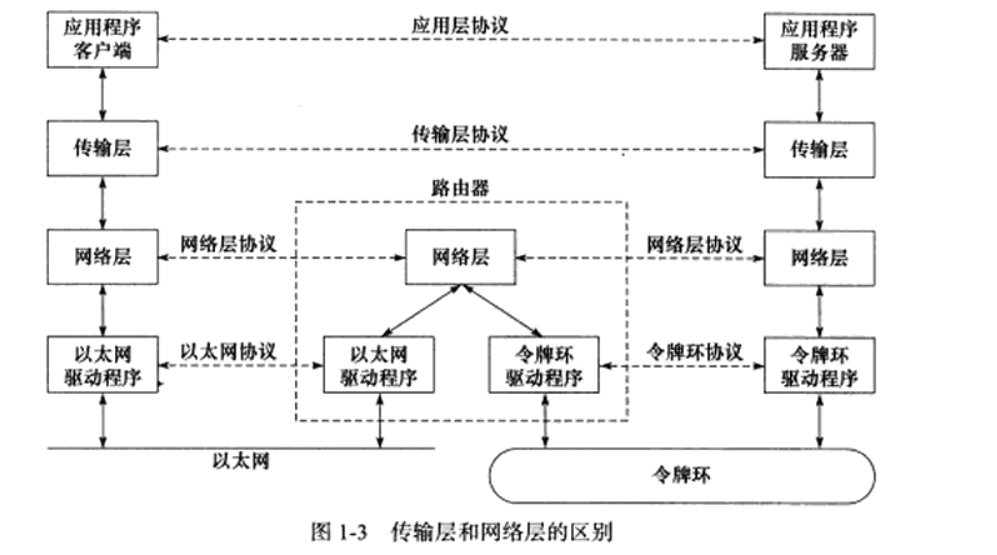 应用程序
客户端
应用层协议
应用程序
服务器
传输层
传输层协议
传输层
路由器
网络层
网络层协议
网络层
网络层协议
网络层
以太网
驱动程序
以太网协议
以太网
驱动程序
令牌环
驱动程序
令牌环协议
令牌环
驱动程序
以太网
令牌环
图 1-3 传输层和网络层的区别